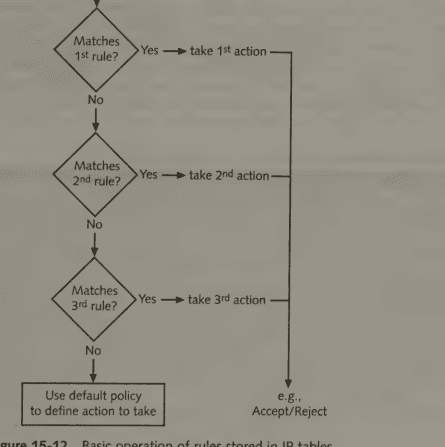 Matches
1st rule?
Yes
take 1st action
No
Matches
2nd rule?
Yes
take 2nd action
No
Matches
3rd rule?
Yes
take 3rd action
No
Use default policy
to define action to take
e.g.,
Accept/Reject
15-12 Basic operation of rules stored in IP tables